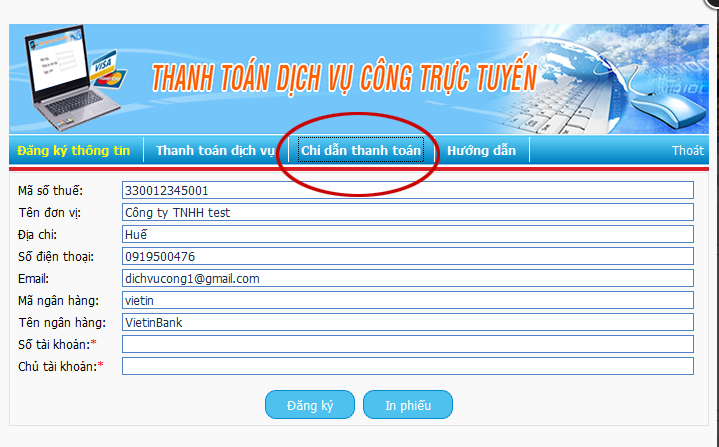 VISA
THANH TOÁN DỊCH VỤ CÔNG TRỰC TUYẾN
Đăng ký thông tin Thanh toán dịch vụ Chỉ dẫn thanh toán Hướng dẫn Thoát
Mã số thuế: 330012345001
Tên đơn vị: Công ty TNHH test
Địa chỉ: Huế
Số điện thoại: 0919500476
Email: dichvucong1@gmail.com
Mã ngân hàng: vietin
Tên ngân hàng: VietinBank
Số tài khoản:*
Chủ tài khoản:*
Đăng ký In phiếu